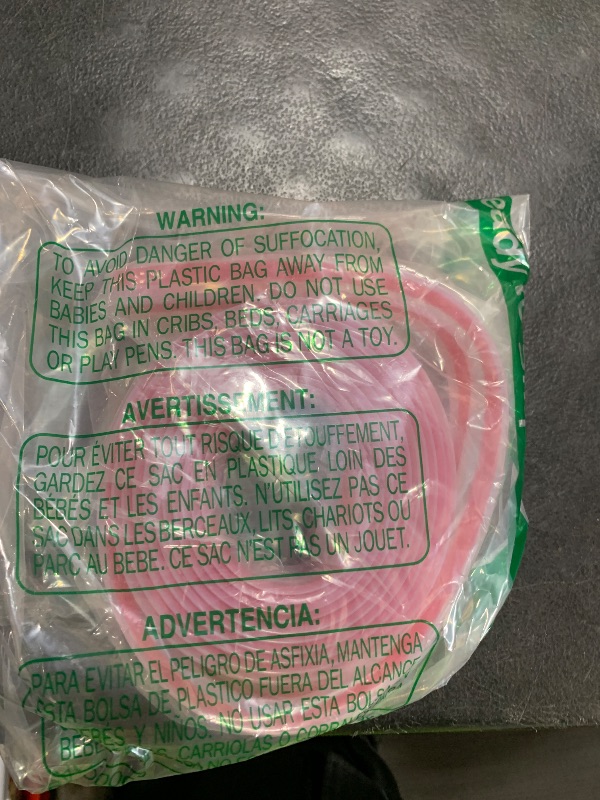 WARNING:
TO AVOID DANGER OF SUFFOCATION,
KEEP THIS PLASTIC BAG AWAY FROM
BABIES AND CHILDREN. DO NOT USE
THIS BAG IN CRIBS, BEDS, CARRIAGES
OR PLAY PENS. THIS BAG IS NOT A TOY.
AVERTISSEMENT:
POUR ÉVITER TOUT RISQUE D'ETOUFFEMENT,
GARDEZ CE SAC EN PLASTIQUE LOIN DES
BÉBÉS ET LES ENFANTS. N'UTILISEZ PAS CE
SAC DANS LES BERCEAUX, LITS, CHARIOTS OU
PARC AU BEBE. CE SAC N'EST PAS UN JOUET.
ADVERTENCIA:
PARA EVITAR EL PELIGRO DE ASFIXIA, MANTENGA
ESTA BOLSA DE PLASTICO FUERA DEL ALCANCE
BÉBES Y NIÑOS. NO USAR ESTA BOLSA
CARRIOLAS O